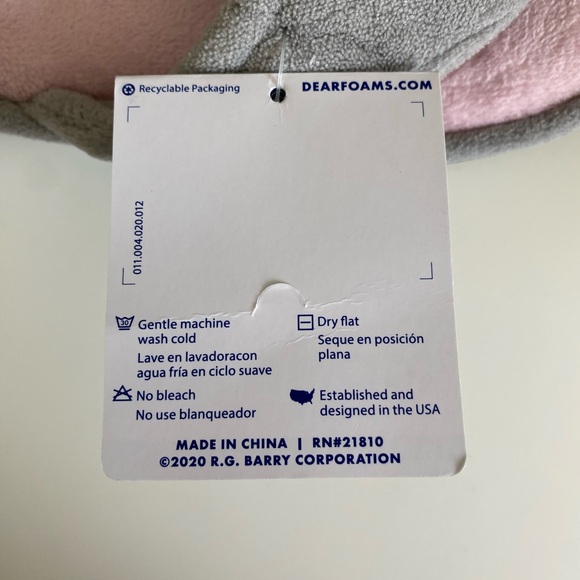 Recyclable Packaging
DEARFOAMS.COM
011.004.020.012
30
Gentle machine
wash cold
Lave en lavadoracon
agua fría en ciclo suave
Dry flat
Seque en posición
plana
No bleach
No use blanqueador
Established and
designed in the USA
MADE IN CHINA | RN#21810
©2020 R.G. BARRY CORPORATION